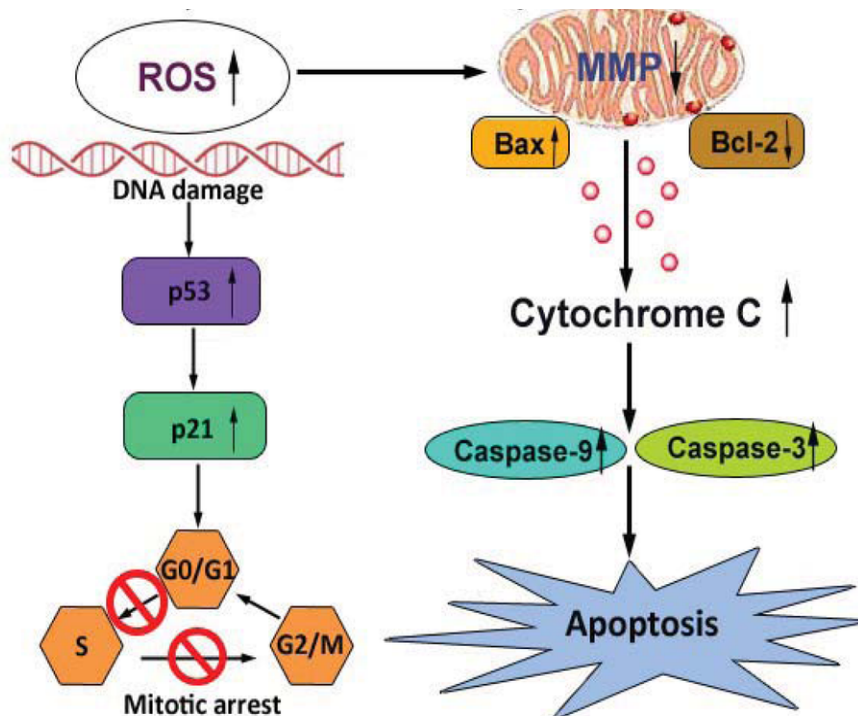 ROS
MMP
Bax
Bcl-2
DNA damage
p53
Cytochrome C
p21
Caspase-9
Caspase-3
G0/G1
S
G2/M
Mitotic arrest
Apoptosis